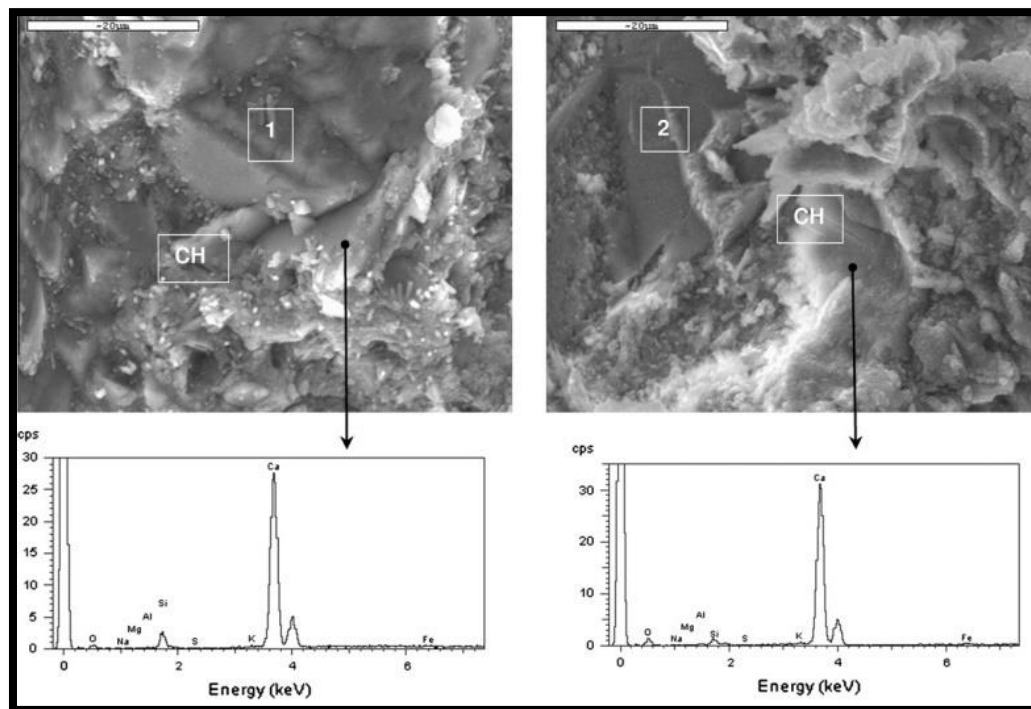 ~20µm
~20µm
1
2
CH
CH
cps
30
25
20
15
10
5
0
Ca
Si
Al
Mg
O
Na
S
K
Fe
0
2
4
6
Energy (keV)
cps
30
20
10
0
Ca
Al
Mg
O
Na
Si
S
K
Fe
0
2
4
6
Energy (keV)